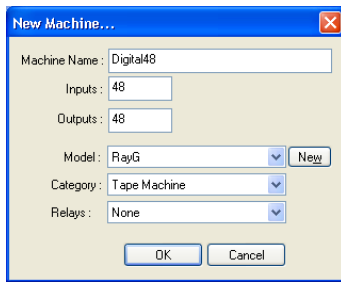 New Machine...
Machine Name : Digital48
Inputs : 48
Outputs : 48
Model : RayG New
Category : Tape Machine
Relays : None
OK Cancel